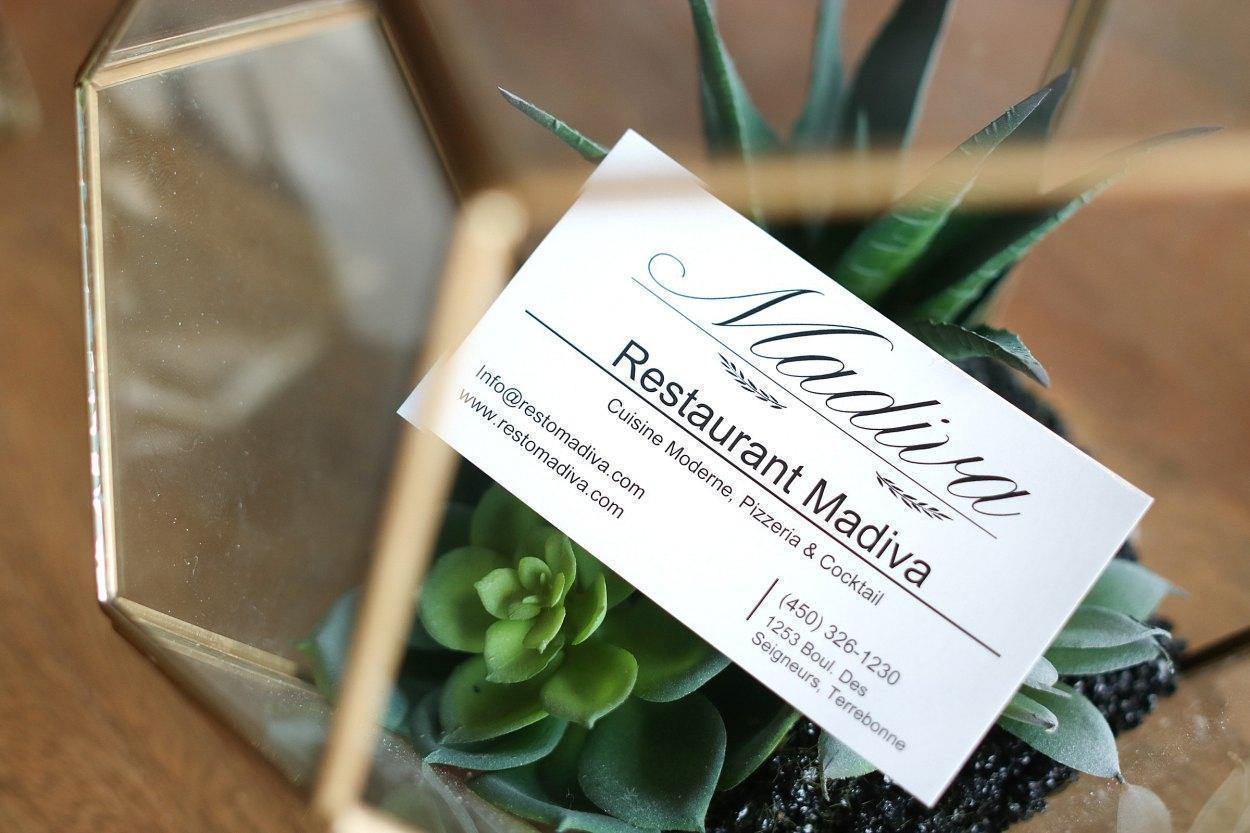 Madiva
Restaurant Madiva
Cuisine Moderne, Pizzeria & Cocktail
Info@restomadiva.com
www.restomadiva.com
(450) 326-1230
1253 Boul. Des
Seigneurs, Terrebonne